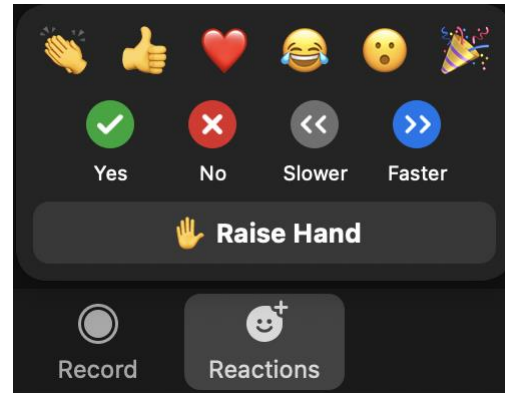 Yes No Slower Faster
Raise Hand
Record Reactions